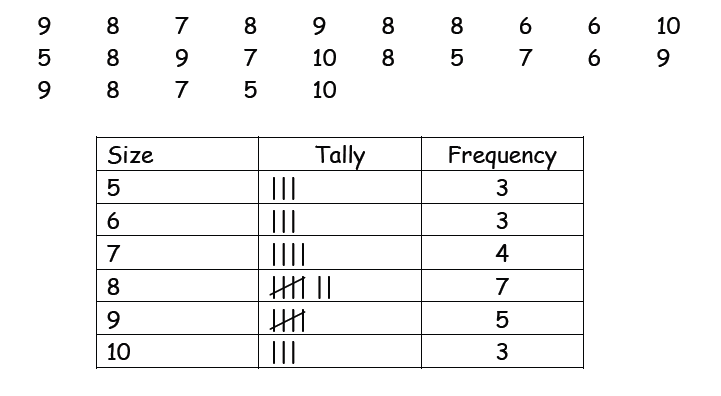 9 8 7 8 9 8 8 6 6 10
5 8 9 7 10 8 5 7 6 9
9 8 7 5 10
Size Tally Frequency
5 ||| 3
6 ||| 3
7 |||| 4
8 |||| || 7
9 |||| 5
10 ||| 3